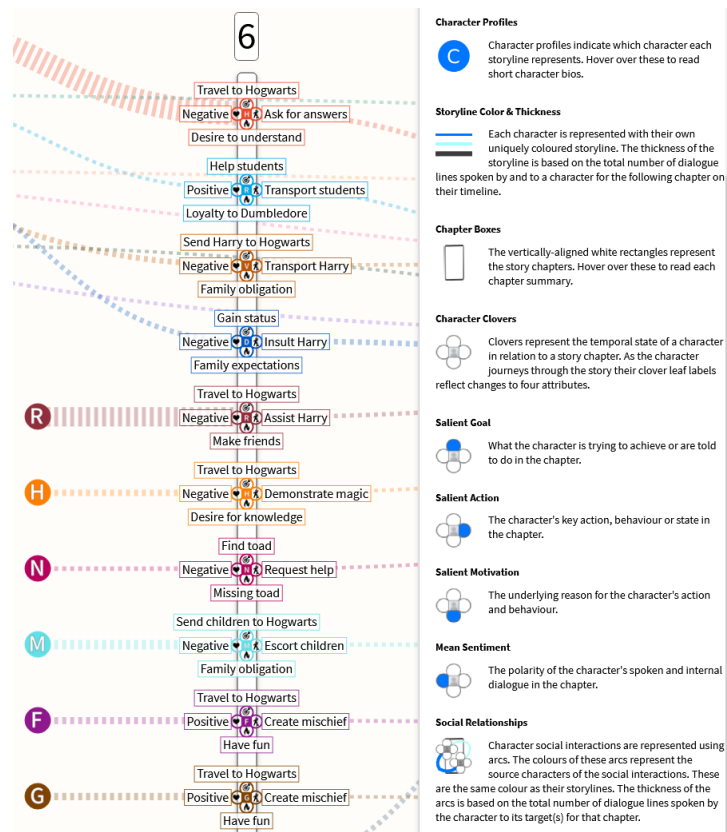 6
Travel to Hogwarts
Negative H Ask for answers
Desire to understand
Help students
Positive R Transport students
Loyalty to Dumbledore
Send Harry to Hogwarts
Negative V Transport Harry
Family obligation
Gain status
Negative D Insult Harry
Family expectations
Travel to Hogwarts
R Negative R Assist Harry
Make friends
Travel to Hogwarts
H Negative H Demonstrate magic
Desire for knowledge
Find toad
N Negative N Request help
Missing toad
Send children to Hogwarts
M Negative M Escort children
Family obligation
Travel to Hogwarts
F Positive F Create mischief
Have fun
Travel to Hogwarts
G Positive G Create mischief
Have fun
Character Profiles
C
Character profiles indicate which character each
storyline represents. Hover over these to read
short character bios.
Storyline Color & Thickness
Each character is represented with their own
uniquely coloured storyline. The thickness of the
storyline is based on the total number of dialogue
lines spoken by and to a character for the following chapter on
their timeline.
Chapter Boxes
The vertically-aligned white rectangles represent
the story chapters. Hover over these to read each
chapter summary.
Character Clovers
Clovers represent the temporal state of a character
in relation to a story chapter. As the character
journeys through the story their clover leaf labels
reflect changes to four attributes.
Salient Goal
What the character is trying to achieve or are told
to do in the chapter.
Salient Action
The character's key action, behaviour or state in
the chapter.
Salient Motivation
The underlying reason for the character's action
and behaviour.
Mean Sentiment
The polarity of the character's spoken and internal
dialogue in the chapter.
Social Relationships
Character social interactions are represented using
arcs. The colours of these arcs represent the
source characters of the social interactions. These
are the same colour as their storylines. The thickness of the
arcs is based on the total number of dialogue lines spoken by
the character to its target(s) for that chapter.